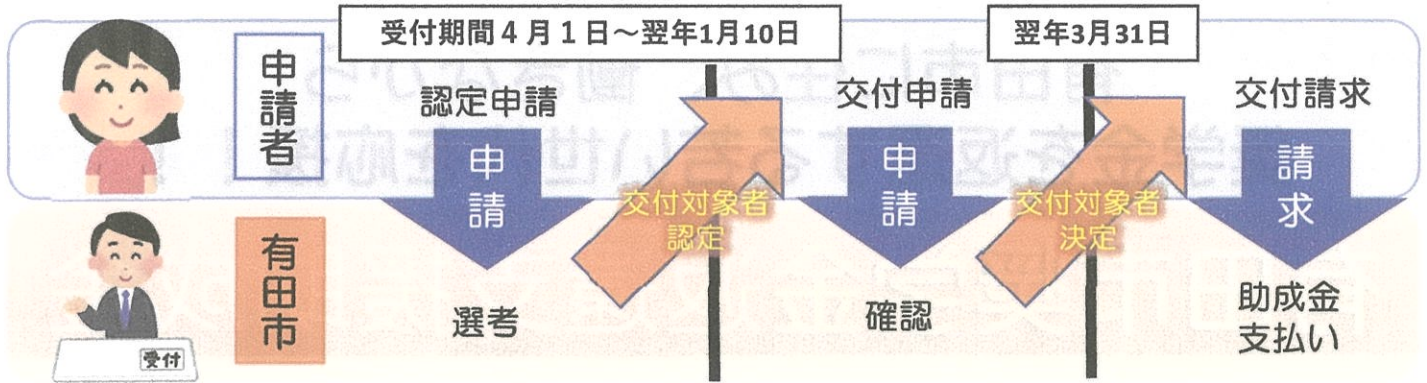 受付期間4月1日~翌年1月10日
翌年3月31日
申請者
認定申請
交付申請
交付請求
申請
申請
請求
交付対象者
認定
交付対象者
決定
有田市
選考
確認
助成金
支払い
受付